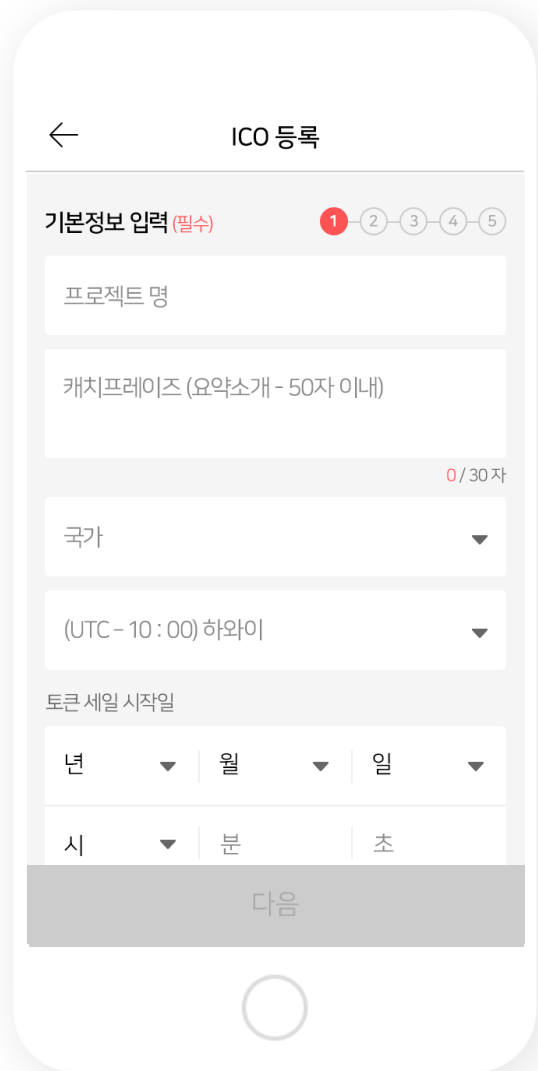 ICO 등록
기본정보 입력 (필수) 1 2 3 4 5
프로젝트 명
캐치프레이즈 (요약소개 - 50자 이내)
0 / 30 자
국가
(UTC – 10 : 00) 하와이
토큰 세일 시작일
년 월 일
시 분 초
다음